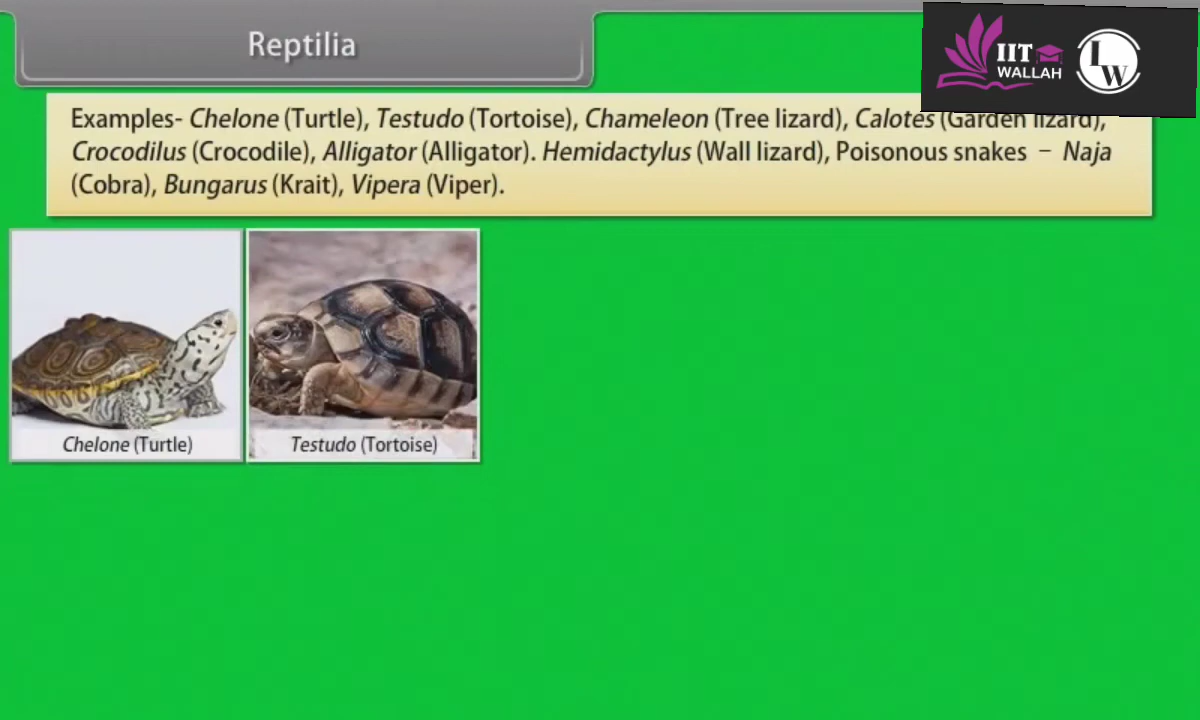 Reptilia
IIT
WALLAH
LW
Examples- Chelone (Turtle), Testudo (Tortoise), Chameleon (Tree lizard), Calotes (Garden lizard),
Crocodilus (Crocodile), Alligator (Alligator). Hemidactylus (Wall lizard), Poisonous snakes – Naja
(Cobra), Bungarus (Krait), Vipera (Viper).
Chelone (Turtle)
Testudo (Tortoise)